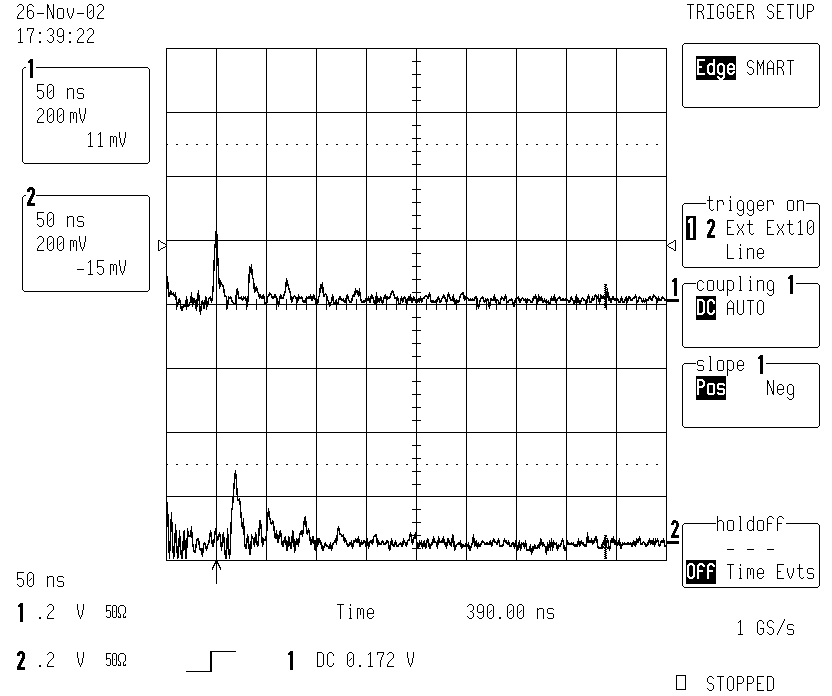 26-Nov-02
17:39:22
TRIGGER SETUP
1
50 ns
200 mV
11 mV
2
50 ns
200 mV
-15 mV
Edge SMART
trigger on
1 2 Ext Ext10
Line
1
coupling 1
DC AUTO
slope 1
Pos Neg
2
holdoff
- - -
Off Time Evts
50 ns
1 .2 V 50Ω
Time 390.00 ns
1 GS/s
2 .2 V 50Ω
1 DC 0.172 V
STOPPED